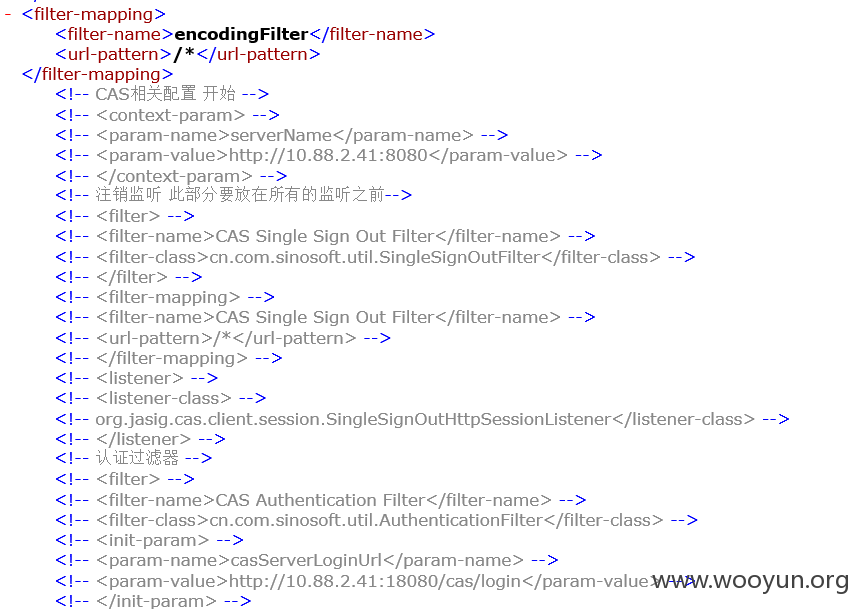 - <filter-mapping>
<filter-name>encodingFilter</filter-name>
<url-pattern>/*</url-pattern>
</filter-mapping>
<!-- CAS相关配置 开始 -->
<!-- <context-param> -->
<!-- <param-name>serverName</param-name> -->
<!-- <param-value>http://10.88.2.41:8080</param-value> -->
<!-- </context-param> -->
<!-- 注销监听 此部分要放在所有的监听之前-->
<!-- <filter> -->
<!-- <filter-name>CAS Single Sign Out Filter</filter-name> -->
<!-- <filter-class>cn.com.sinosoft.util.SingleSignOutFilter</filter-class> -->
<!-- </filter> -->
<!-- <filter-mapping> -->
<!-- <filter-name>CAS Single Sign Out Filter</filter-name> -->
<!-- <url-pattern>/*</url-pattern> -->
<!-- </filter-mapping> -->
<!-- <listener> -->
<!-- <listener-class> -->
<!-- org.jasig.cas.client.session.SingleSignOutHttpSessionListener</listener-class> -->
<!-- </listener> -->
<!-- 认证过滤器 -->
<!-- <filter> -->
<!-- <filter-name>CAS Authentication Filter</filter-name> -->
<!-- <filter-class>cn.com.sinosoft.util.AuthenticationFilter</filter-class> -->
<!-- <init-param> -->
<!-- <param-name>casServerLoginUrl</param-name> -->
<!-- <param-value>http://10.88.2.41:18080/cas/login</param-value> -->
www.wooyun.org
<!-- </init-param> -->